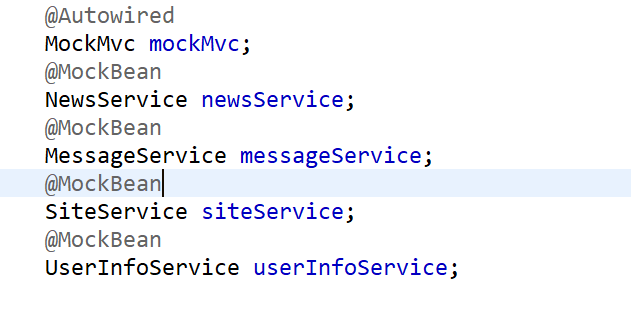 @Autowired
MockMvc mockMvc;
@MockBean
NewsService newsService;
@MockBean
MessageService messageService;
@MockBean
SiteService siteService;
@MockBean
UserInfoService userInfoService;